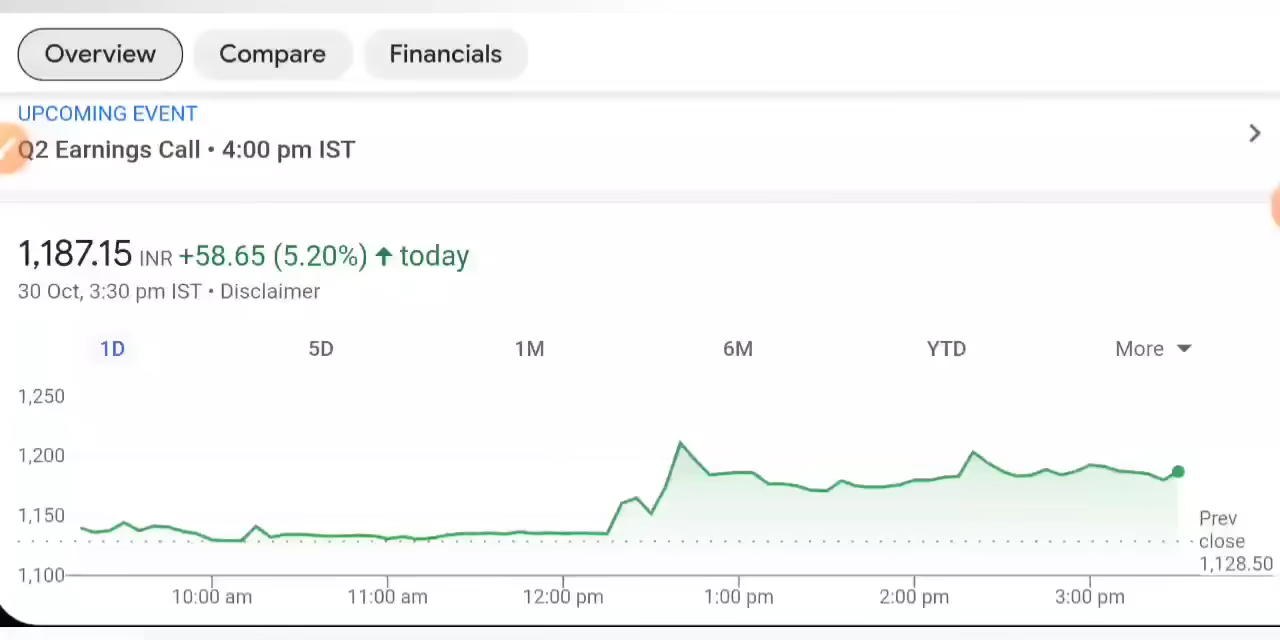 Overview Compare Financials
UPCOMING EVENT
Q2 Earnings Call • 4:00 pm IST
1,187.15 INR +58.65 (5.20%) ↑ today
30 Oct, 3:30 pm IST • Disclaimer
1D 5D 1M 6M YTD More
1,250
1,200
1,150
1,100
Prev
close
1,128.50
10:00 am 11:00 am 12:00 pm 1:00 pm 2:00 pm 3:00 pm